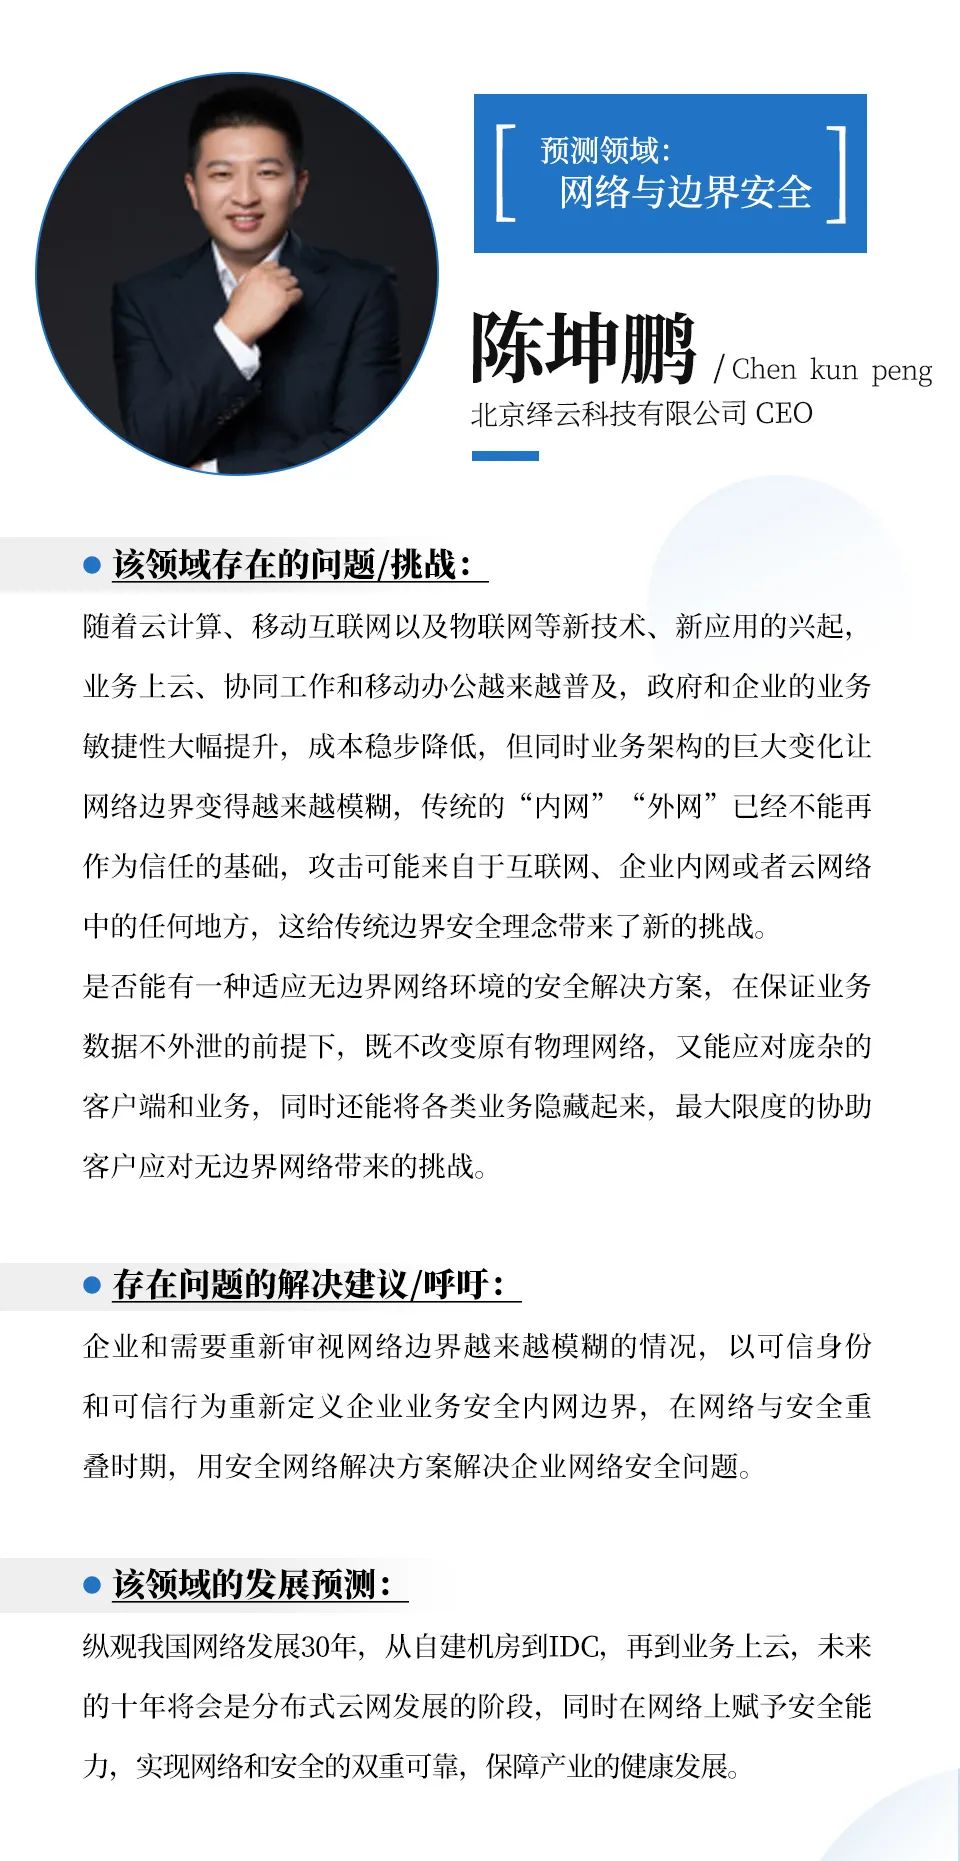 预测领域：
网络与边界安全
陈坤鹏 / Chen kun peng
北京绎云科技有限公司 CEO
该领域存在的问题/挑战：
随着云计算、移动互联网以及物联网等新技术、新应用的兴起，
业务上云、协同工作和移动办公越来越普及，政府和企业的业务
敏捷性大幅提升，成本稳步降低，但同时业务架构的巨大变化让
网络边界变得越来越模糊，传统的“内网”“外网”已经不能再
作为信任的基础，攻击可能来自于互联网、企业内网或者云网络
中的任何地方，这给传统边界安全理念带来了新的挑战。
是否能有一种适应无边界网络环境的安全解决方案，在保证业务
数据不外泄的前提下，既不改变原有物理网络，又能应对庞杂的
客户端和业务，同时还能将各类业务隐藏起来，最大限度的协助
客户应对无边界网络带来的挑战。
存在问题的解决建议/呼吁：
企业和需要重新审视网络边界越来越模糊的情况，以可信身份
和可信行为重新定义企业业务安全内网边界，在网络与安全重
叠时期，用安全网络解决方案解决企业网络安全问题。
该领域的发展预测：
纵观我国网络发展30年，从自建机房到IDC，再到业务上云，未来
的十年将会是分布式云网发展的阶段，同时在网络上赋予安全能
力，实现网络和安全的双重可靠，保障产业的健康发展。